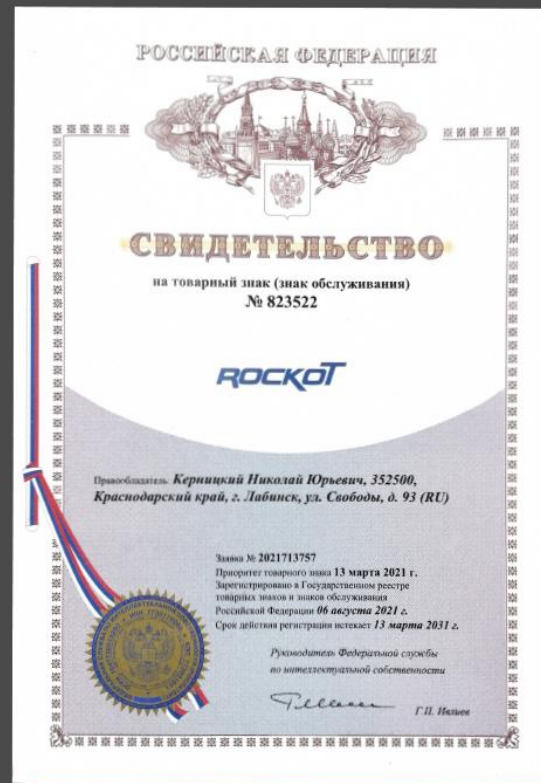 РОССИЙСКАЯ ФЕДЕРАЦИЯ
СВИДЕТЕЛЬСТВО
на товарный знак (знак обслуживания)
№ 823522
ROCKOT
Правообладатель: Керницкий Николай Юрьевич, 352500,
Краснодарский край, г. Лабинск, ул. Свободы, д. 93 (RU)
Заявка № 2021713757
Приоритет товарного знака 13 марта 2021 г.
Зарегистрировано в Государственном реестре
товарных знаков и знаков обслуживания
Российской Федерации 06 августа 2021 г.
Срок действия регистрации истекает 13 марта 2031 г.
Руководитель Федеральной службы
по интеллектуальной собственности
Г.П. Ивлиев